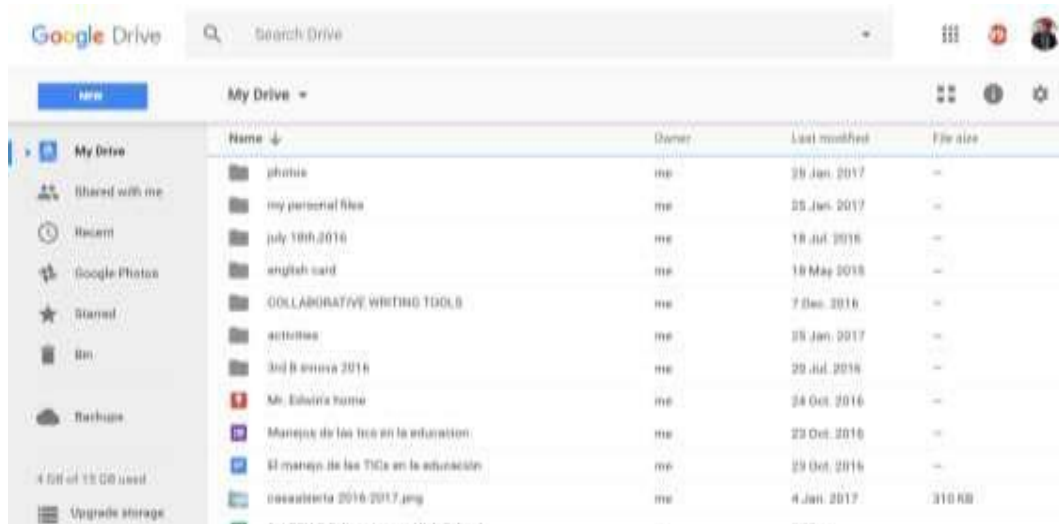 Google Drive
Search Drive
NEW
My Drive
Name Owner Last modified File size
My Drive
photos me 25 Jan. 2017 –
Shared with me
my personal files me 25 Jan. 2017 –
Recent
july 18th,2016 me 18 Jul. 2016 –
Google Photos
english card me 18 May 2015 –
Starred
COLLABORATIVE WRITING TOOLS me 7 Dec. 2016 –
Bin
activities me 25 Jan. 2017 –
3rd B innova 2016 me 20 Jul. 2016 –
Mr. Edwin's home me 24 Oct. 2016 –
Backups
Manejos de las tics en la educacion me 23 Oct. 2016 –
El manejo de las TICs en la educación me 23 Oct. 2016 –
4 GB of 15 GB used
casaabierta 2016-2017.png me 4 Jan. 2017 310 KB
Upgrade storage